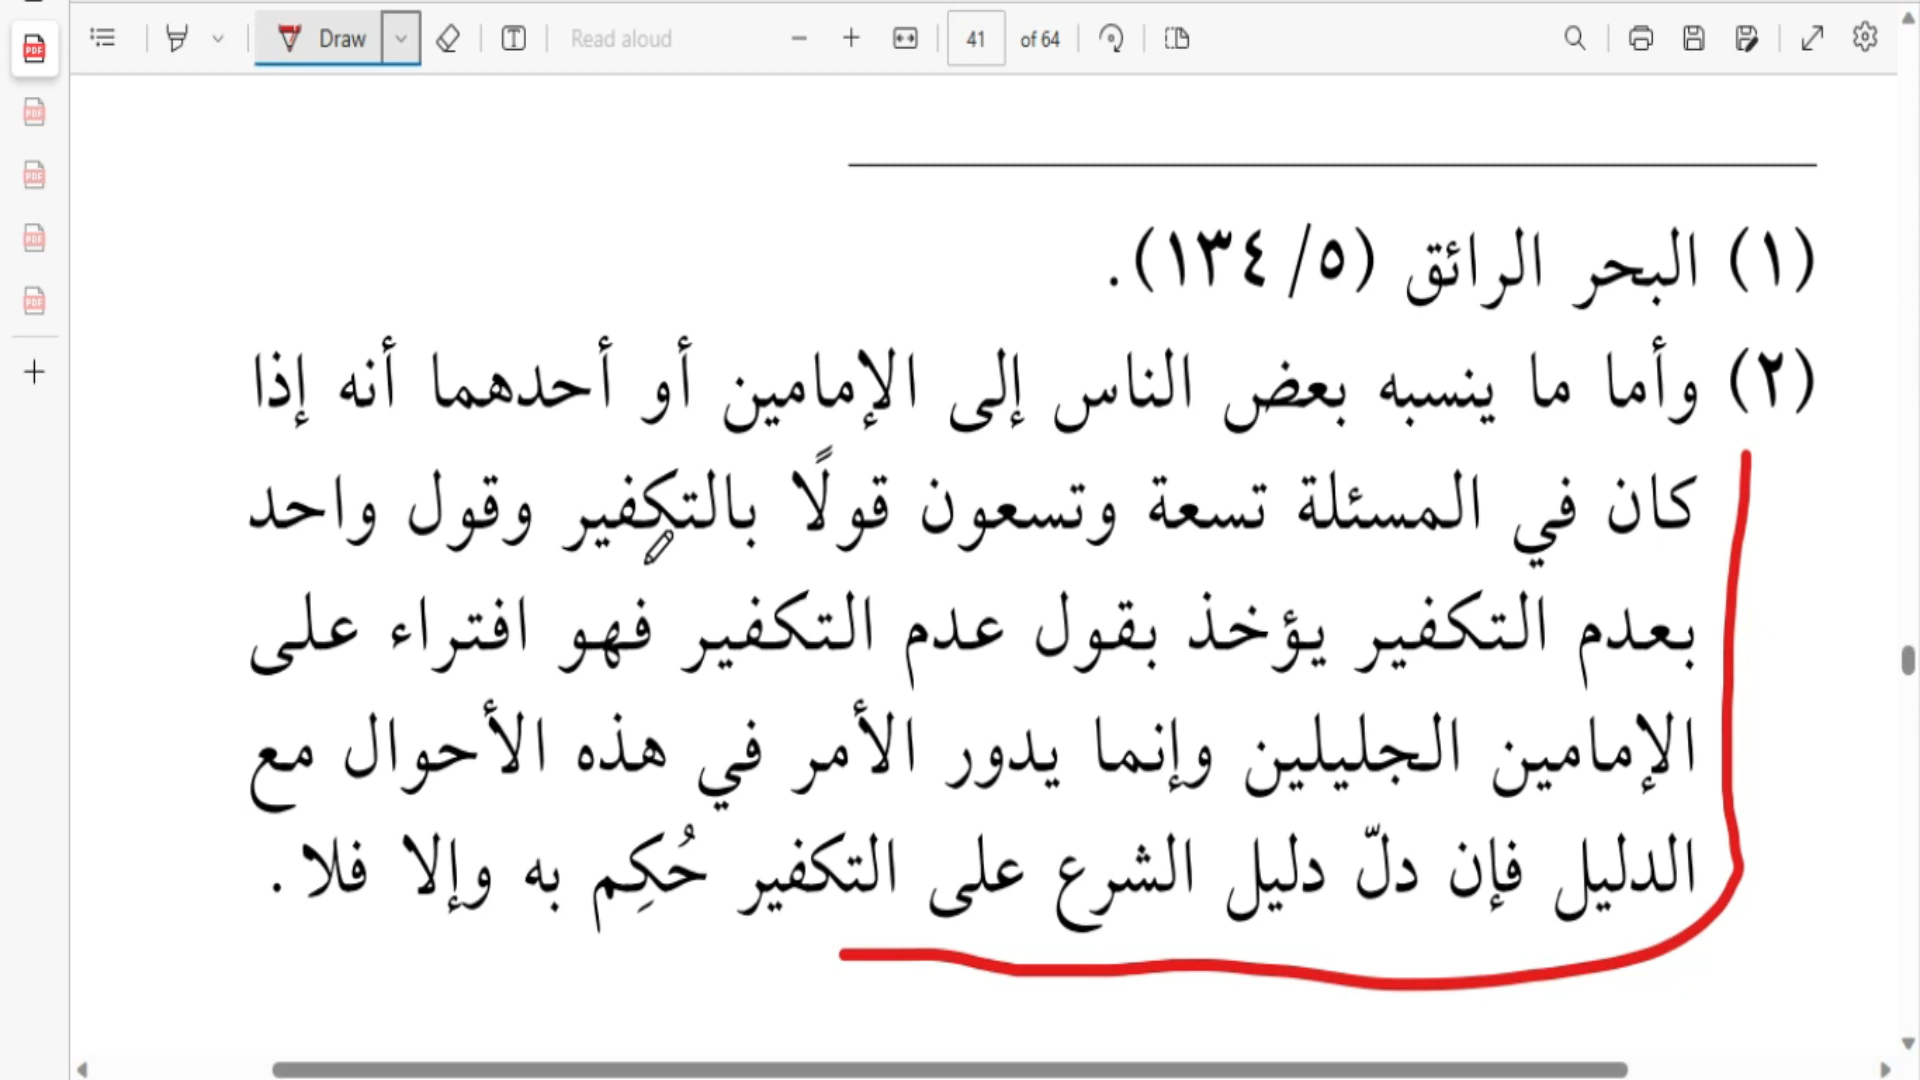 Draw
Read aloud
41 of 64
(١) البحر الرائق (٥/ ١٣٤).
(٢) وأما ما ينسبه بعض الناس إلى الإمامين أو أحدهما أنه إذا
كان في المسئلة تسعة وتسعون قولًا بالتكفير وقول واحد
بعدم التكفير يؤخذ بقول عدم التكفير فهو افتراء على
الإمامين الجليلين وإنما يدور الأمر في هذه الأحوال مع
الدليل فإن دلّ دليل الشرع على التكفير حُكِم به وإلا فلا.